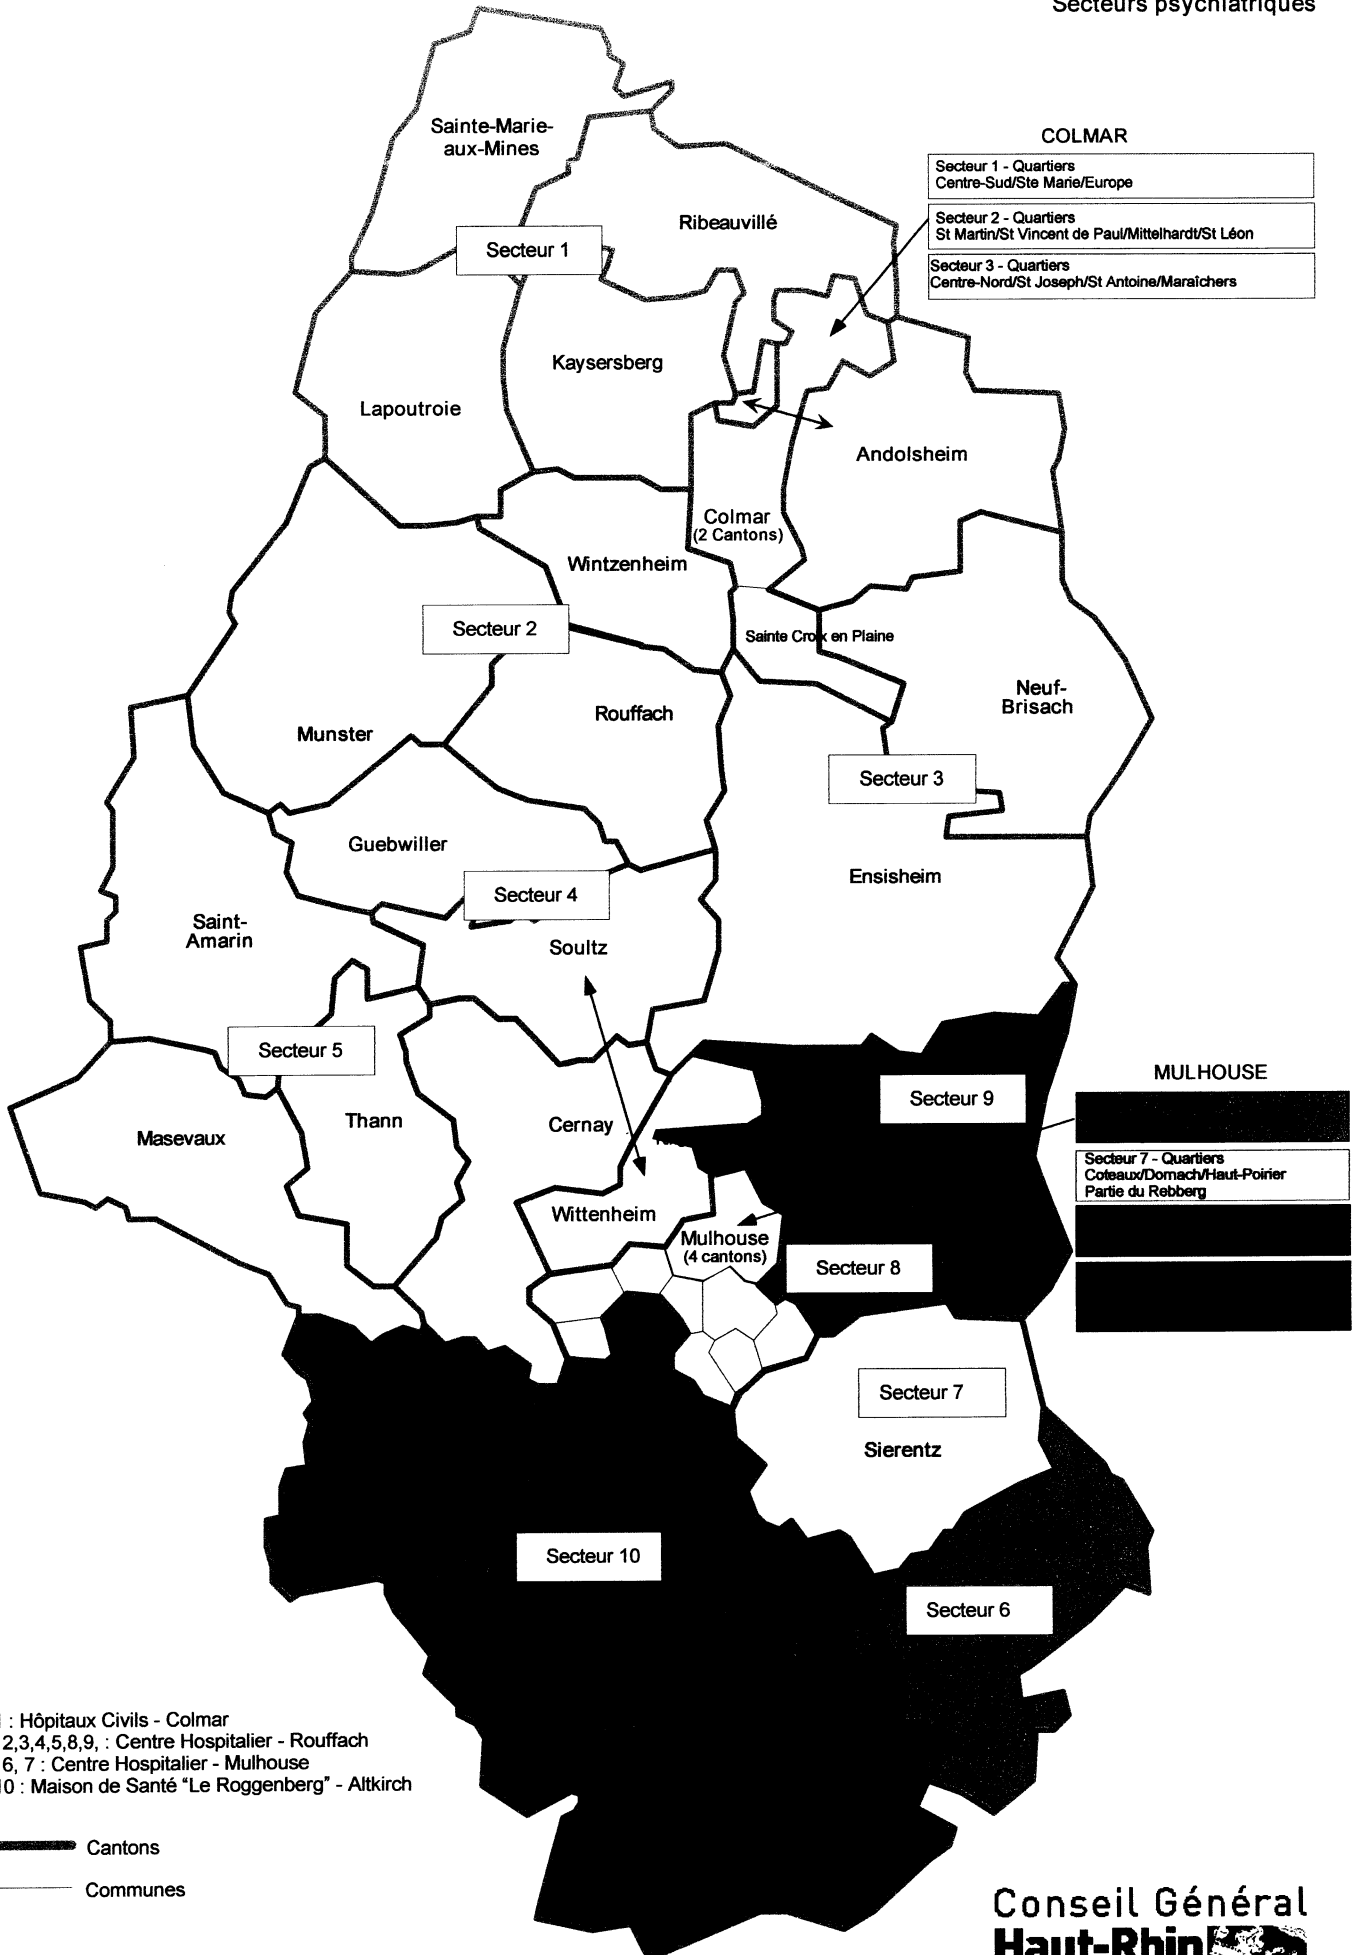 Secteurs psychiatriques
Sainte-Marie-
aux-Mines
COLMAR
Secteur 1 - Quartiers
Centre-Sud/Ste Marie/Europe
Secteur 2 - Quartiers
St Martin/St Vincent de Paul/Mittelhardt/St Léon
Secteur 3 - Quartiers
Centre-Nord/St Joseph/St Antoine/Maraîchers
Ribeauvillé
Secteur 1
Kaysersberg
Lapoutroie
Andolsheim
Colmar
(2 Cantons)
Wintzenheim
Secteur 2
Sainte Croix en Plaine
Neuf-
Brisach
Rouffach
Munster
Secteur 3
Guebwiller
Ensisheim
Secteur 4
Saint-
Amarin
Soultz
Secteur 5
MULHOUSE
Secteur 9
Thann
Cernay
Masevaux
Secteur 7 - Quartiers
Coteaux/Dornach/Haut-Poirier
Partie du Rebberg
Wittenheim
Mulhouse
(4 cantons)
Secteur 8
Secteur 7
Sierentz
Secteur 10
Secteur 6
: Hôpitaux Civils - Colmar
2,3,4,5,8,9, : Centre Hospitalier - Rouffach
6, 7 : Centre Hospitalier - Mulhouse
10 : Maison de Santé "Le Roggenberg" - Altkirch
Cantons
Communes
Conseil Général
Haut-Rhin